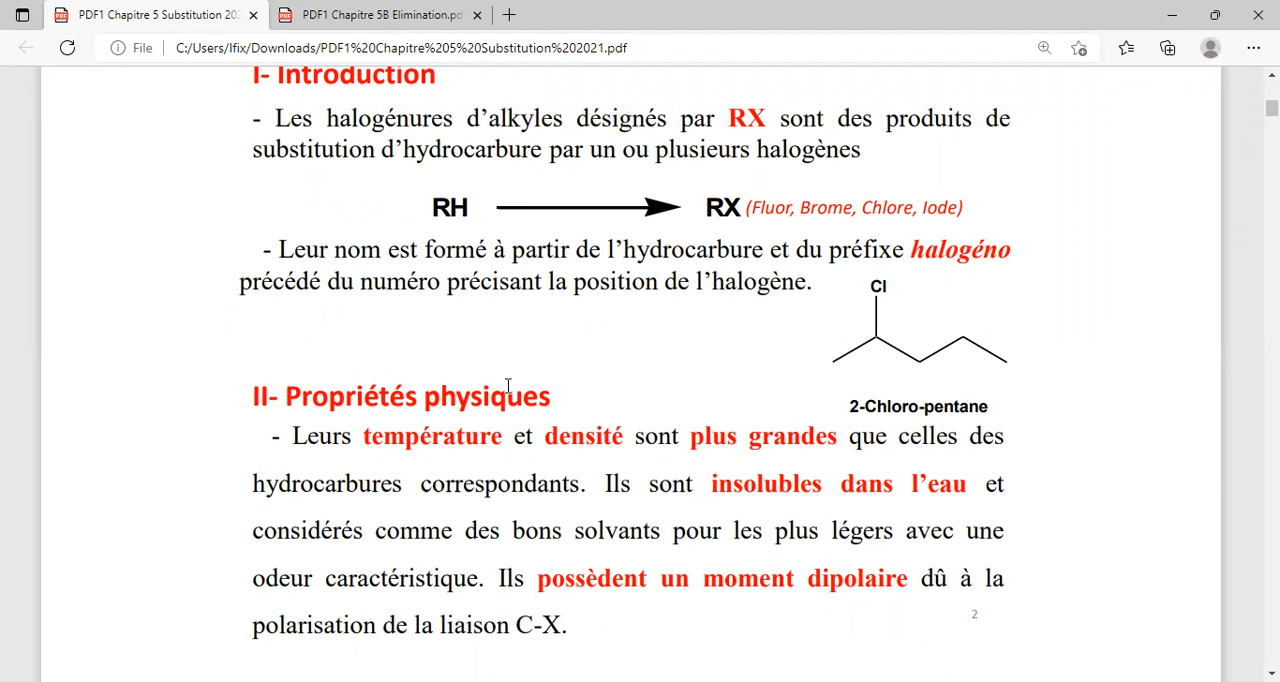 PDF1 Chapitre 5 Substitution 202
PDF1 Chapitre 5B Elimination.pd
File
C:/Users/Ifix/Downloads/PDF1%20Chapitre%205%20Substitution%202021.pdf
I- Introduction
- Les halogénures d’alkyles désignés par RX sont des produits de
substitution d’hydrocarbure par un ou plusieurs halogènes
RH
RX (Fluor, Brome, Chlore, Iode)
- Leur nom est formé à partir de l’hydrocarbure et du préfixe halogéno
précédé du numéro précisant la position de l’halogène.
Cl
2-Chloro-pentane
II- Propriétés physiques
- Leurs température et densité sont plus grandes que celles des
hydrocarbures correspondants. Ils sont insolubles dans l’eau et
considérés comme des bons solvants pour les plus légers avec une
odeur caractéristique. Ils possèdent un moment dipolaire dû à la
polarisation de la liaison C-X.
2